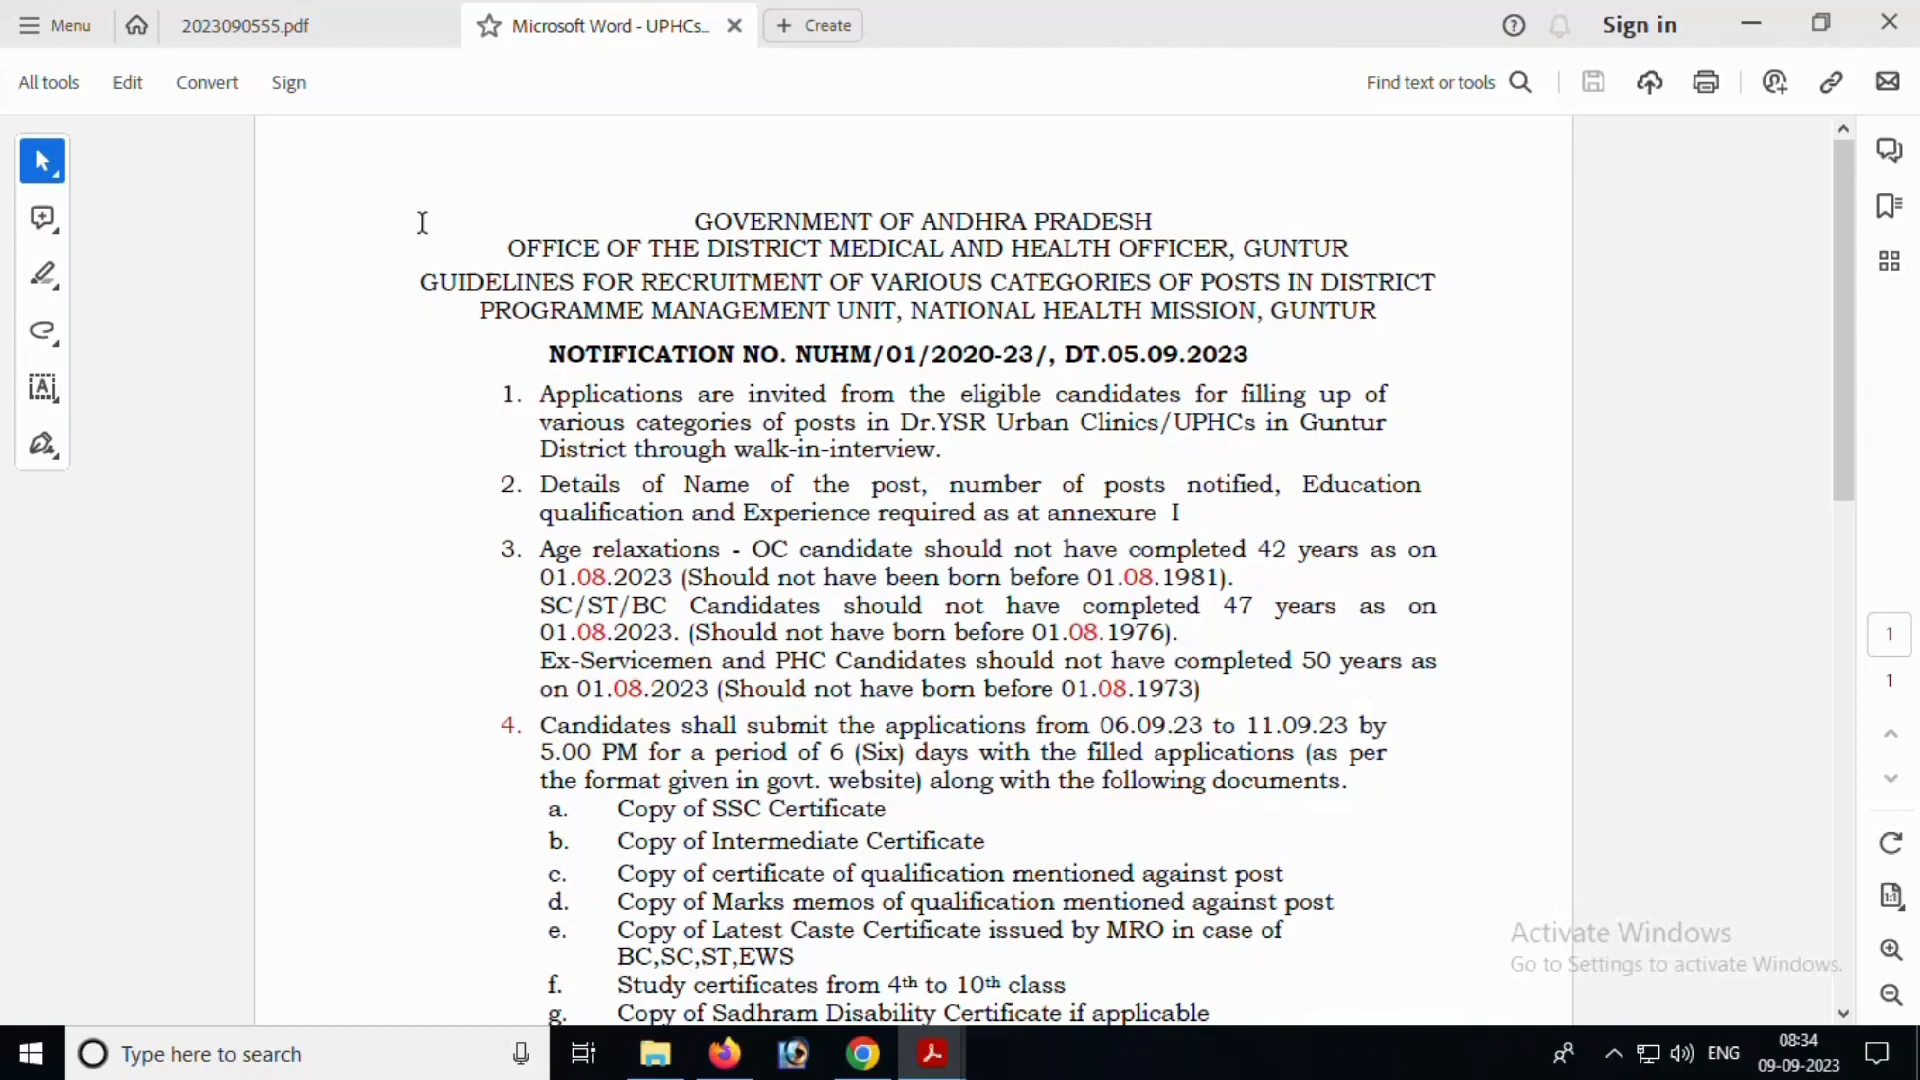 Menu
2023090555.pdf
Microsoft Word - UPHCs...
Create
Sign in
All tools
Edit
Convert
Sign
Find text or tools
GOVERNMENT OF ANDHRA PRADESH
OFFICE OF THE DISTRICT MEDICAL AND HEALTH OFFICER, GUNTUR
GUIDELINES FOR RECRUITMENT OF VARIOUS CATEGORIES OF POSTS IN DISTRICT
PROGRAMME MANAGEMENT UNIT, NATIONAL HEALTH MISSION, GUNTUR
NOTIFICATION NO. NUHM/01/2020-23/, DT.05.09.2023
1. Applications are invited from the eligible candidates for filling up of
various categories of posts in Dr.YSR Urban Clinics/UPHCs in Guntur
District through walk-in-interview.
2. Details of Name of the post, number of posts notified, Education
qualification and Experience required as at annexure I
3. Age relaxations - OC candidate should not have completed 42 years as on
01.08.2023 (Should not have been born before 01.08.1981).
SC/ST/BC Candidates should not have completed 47 years as on
01.08.2023. (Should not have born before 01.08.1976).
Ex-Servicemen and PHC Candidates should not have completed 50 years as
on 01.08.2023 (Should not have born before 01.08.1973)
4. Candidates shall submit the applications from 06.09.23 to 11.09.23 by
5.00 PM for a period of 6 (Six) days with the filled applications (as per
the format given in govt. website) along with the following documents.
a. Copy of SSC Certificate
b. Copy of Intermediate Certificate
c. Copy of certificate of qualification mentioned against post
d. Copy of Marks memos of qualification mentioned against post
e. Copy of Latest Caste Certificate issued by MRO in case of
BC,SC,ST,EWS
f. Study certificates from 4th to 10th class
g. Copy of Sadhram Disability Certificate if applicable
1
1
Activate Windows
Go to Settings to activate Windows.
Type here to search
ENG
08:34
09-09-2023